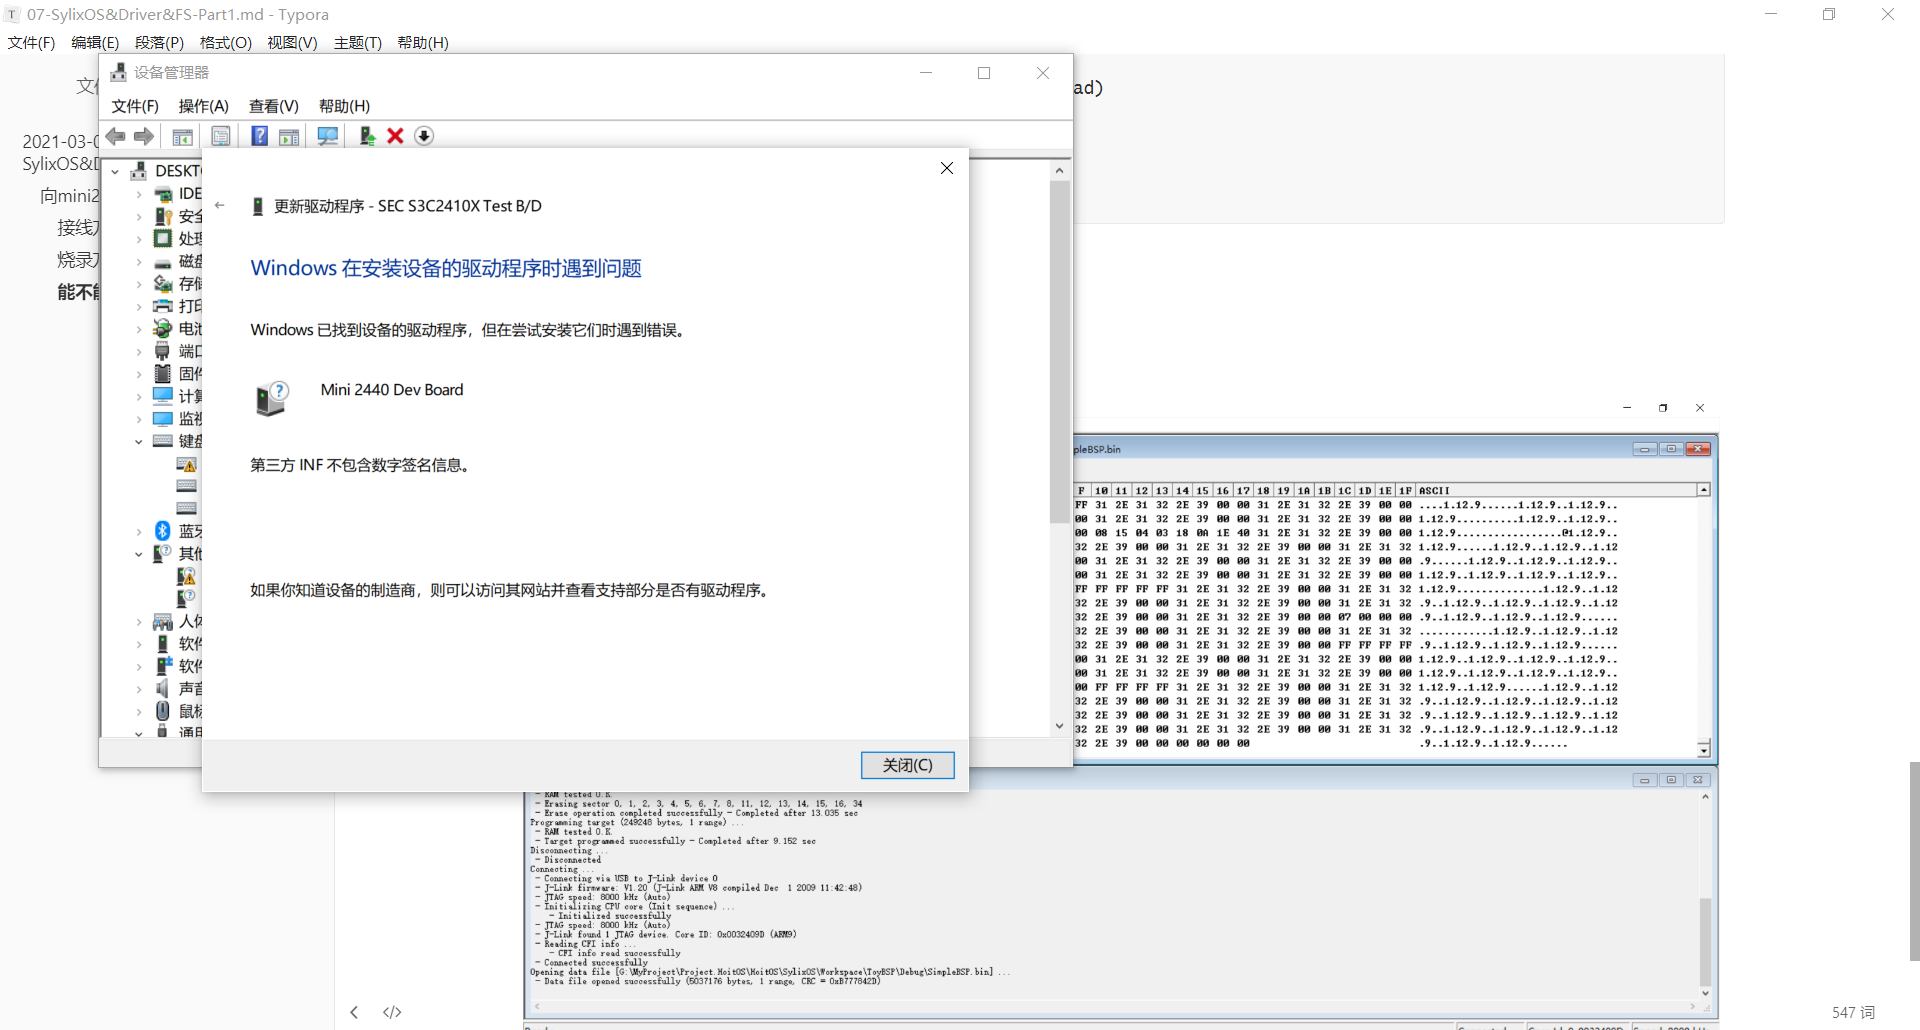 07-SylixOS&Driver&FS-Part1.md - Typora
文件(F) 编辑(E) 段落(P) 格式(O) 视图(V) 主题(T) 帮助(H)
2021-03-0
SylixOS&D
向mini2
接线方
烧录方
能不能
ad)
设备管理器
文件(F) 操作(A) 查看(V) 帮助(H)
DESKTO
IDE
安全
处理
磁盘
存储
打印
电池
端口
固件
计算
监视
键盘
蓝牙
其他
人体
软件
软件
声音
鼠标
通用
更新驱动程序 - SEC S3C2410X Test B/D
Windows 在安装设备的驱动程序时遇到问题
Windows 已找到设备的驱动程序，但在尝试安装它们时遇到错误。
Mini 2440 Dev Board
第三方 INF 不包含数字签名信息。
如果你知道设备的制造商，则可以访问其网站并查看支持部分是否有驱动程序。
关闭(C)
pleBSP.bin
F 10 11 12 13 14 15 16 17 18 19 1A 1B 1C 1D 1E 1F ASCII
FF 31 2E 31 32 2E 39 00 00 31 2E 31 32 2E 39 00 00 ....1.12.9......1.12.9..1.12.9..
00 31 2E 31 32 2E 39 00 00 31 2E 31 32 2E 39 00 00 1.12.9..........1.12.9..1.12.9..
00 08 15 04 03 18 0A 1E 40 31 2E 31 32 2E 39 00 00 1.12.9.................@1.12.9..
32 2E 39 00 00 31 2E 31 32 2E 39 00 00 31 2E 31 32 1.12.9......1.12.9..1.12.9..1.12
00 31 2E 31 32 2E 39 00 00 31 2E 31 32 2E 39 00 00 .9......1.12.9..1.12.9..1.12.9..
00 31 2E 31 32 2E 39 00 00 31 2E 31 32 2E 39 00 00 1.12.9..1.12.9..1.12.9..1.12.9..
FF FF FF FF FF 31 2E 31 32 2E 39 00 00 31 2E 31 32 1.12.9..............1.12.9..1.12
32 2E 39 00 00 31 2E 31 32 2E 39 00 00 31 2E 31 32 .9..1.12.9..1.12.9..1.12.9..1.12
32 2E 39 00 00 31 2E 31 32 2E 39 00 00 07 00 00 00 .9..1.12.9..1.12.9..1.12.9......
32 2E 39 00 00 31 2E 31 32 2E 39 00 00 31 2E 31 32 ............1.12.9..1.12.9..1.12
32 2E 39 00 00 31 2E 31 32 2E 39 00 00 FF FF FF FF .9..1.12.9..1.12.9..1.12.9......
00 31 2E 31 32 2E 39 00 00 31 2E 31 32 2E 39 00 00 1.12.9..1.12.9..1.12.9..1.12.9..
00 31 2E 31 32 2E 39 00 00 31 2E 31 32 2E 39 00 00 1.12.9..1.12.9..1.12.9..1.12.9..
00 FF FF FF FF 31 2E 31 32 2E 39 00 00 31 2E 31 32 1.12.9..1.12.9......1.12.9..1.12
32 2E 39 00 00 31 2E 31 32 2E 39 00 00 31 2E 31 32 .9..1.12.9..1.12.9..1.12.9..1.12
32 2E 39 00 00 31 2E 31 32 2E 39 00 00 31 2E 31 32 .9..1.12.9..1.12.9..1.12.9..1.12
32 2E 39 00 00 31 2E 31 32 2E 39 00 00 31 2E 31 32 .9..1.12.9..1.12.9..1.12.9..1.12
32 2E 39 00 00 00 00 00 00 .9..1.12.9..1.12.9......
- RAM tested O.K.
- Erasing sector 0, 1, 2, 3, 4, 5, 6, 7, 8, 11, 12, 13, 14, 15, 16, 34
- Erase operation completed successfully - Completed after 13.035 sec
Programming target (249248 bytes, 1 range) ...
- RAM tested O.K.
- Target programmed successfully - Completed after 9.152 sec
Disconnecting ...
- Disconnected
Connecting ...
- Connecting via USB to J-Link device 0
- J-Link firmware: V1.20 (J-Link ARM V8 compiled Dec 1 2009 11:42:48)
- JTAG speed: 8000 kHz (Auto)
- Initializing CPU core (Init sequence) ...
- Initialized successfully
- JTAG speed: 8000 kHz (Auto)
- J-Link found 1 JTAG device. Core ID: 0x0032409D (ARM9)
- Reading CFI info ...
- CFI info read successfully
- Connected successfully
Opening data file [G:\MyProject\Project.HoitOS\HoitOS\SylixOS\Workspace\ToyBSP\Debug\SimpleBSP.bin] ...
- Data file opened successfully (5037176 bytes, 1 range, CRC = 0xB777842D)
547 词